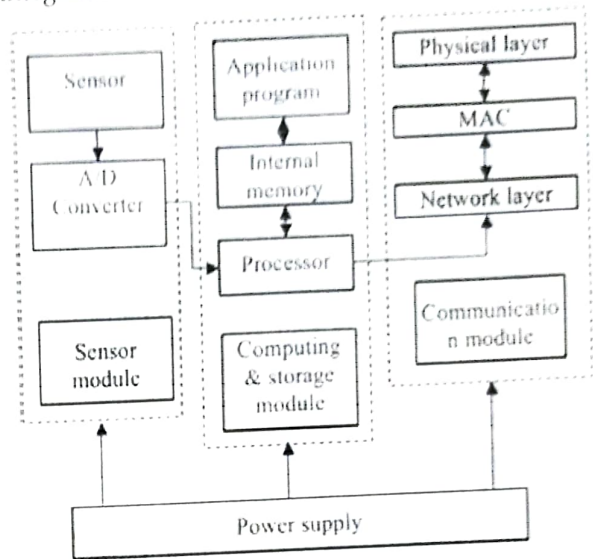 Sensor
A/D
Converter
Sensor
module
Application
program
Internal
memory
Processor
Computing
& storage
module
Physical layer
MAC
Network layer
Communicatio
n module
Power supply